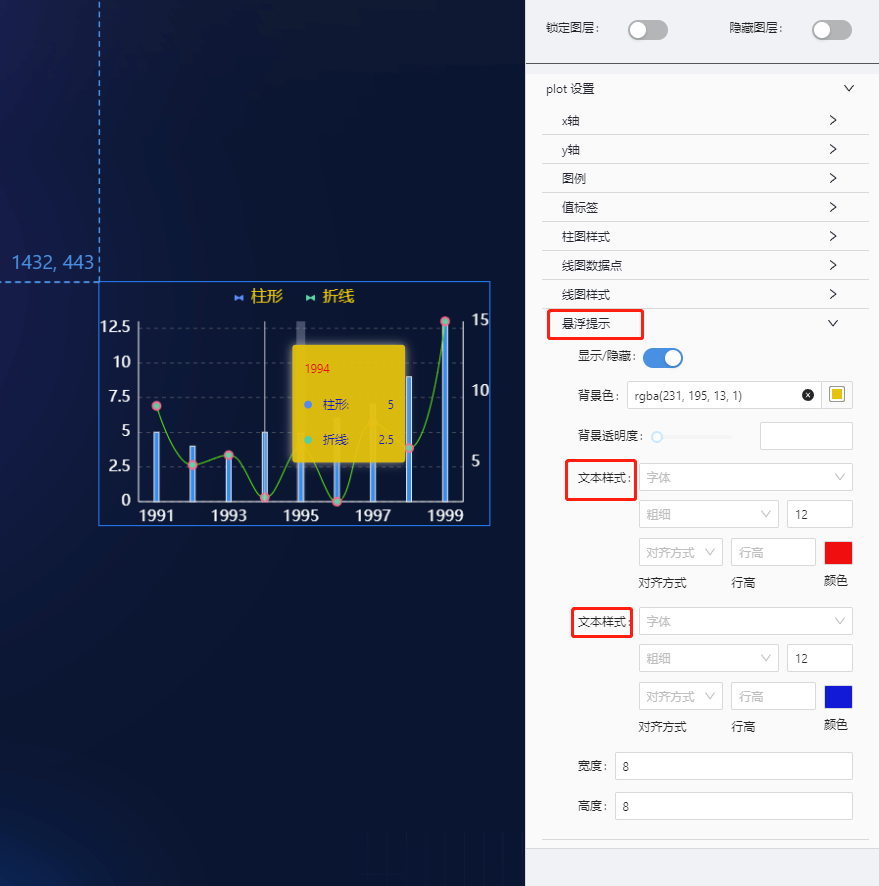 锁定图层: 隐藏图层:
plot 设置
x轴
y轴
图例
值标签
柱图样式
线图数据点
线图样式
悬浮提示
显示/隐藏:
背景色: rgba(231, 195, 13, 1)
背景透明度:
文本样式: 字体
粗细 12
对齐方式 行高
对齐方式 行高 颜色
文本样式: 字体
粗细 12
对齐方式 行高
对齐方式 行高 颜色
宽度: 8
高度: 8
1432, 443
柱形 折线
12.5
10
7.5
5
2.5
0
15
10
5
1994
柱形: 5
折线: 2.5
1991 1993 1995 1997 1999